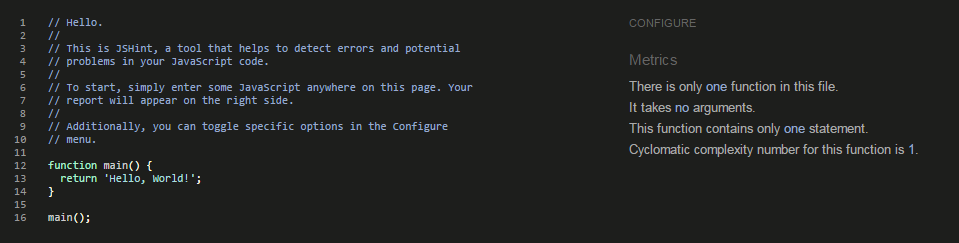 1 // Hello.
2 //
3 // This is JSHint, a tool that helps to detect errors and potential
4 // problems in your JavaScript code.
5 //
6 // To start, simply enter some JavaScript anywhere on this page. Your
7 // report will appear on the right side.
8 //
9 // Additionally, you can toggle specific options in the Configure
10 // menu.
11
12 function main() {
13   return 'Hello, World!';
14 }
15
16 main();
CONFIGURE
Metrics
There is only one function in this file.
It takes no arguments.
This function contains only one statement.
Cyclomatic complexity number for this function is 1.